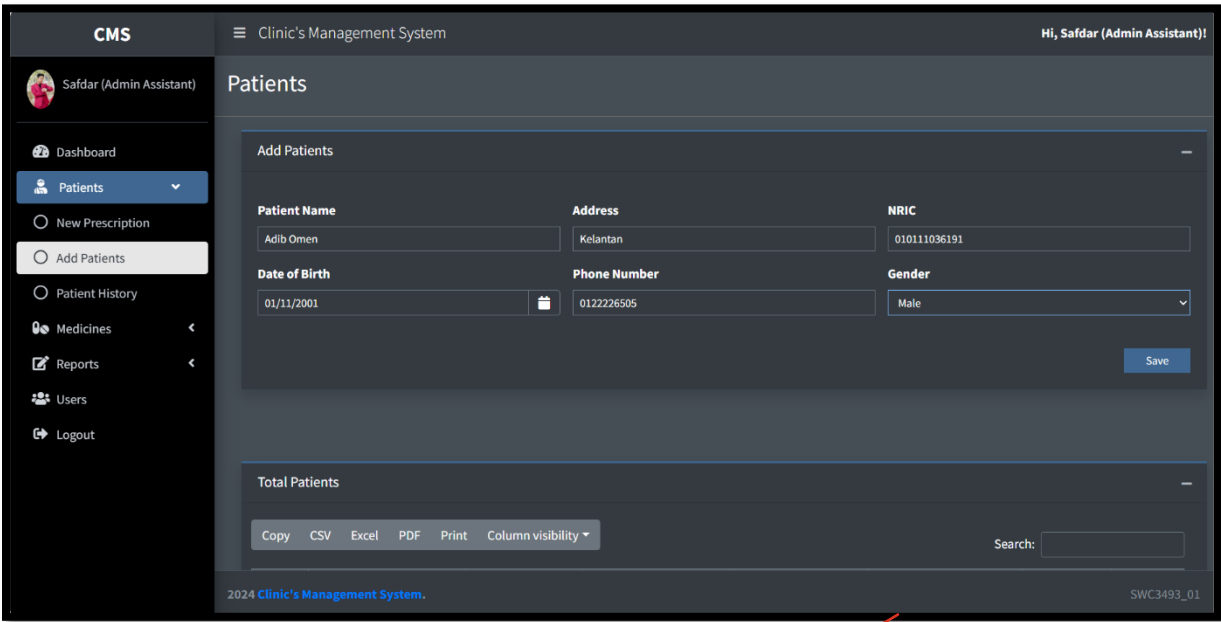 CMS
Clinic's Management System
Hi, Safdar (Admin Assistant)!
Safdar (Admin Assistant)
Patients
Dashboard
Patients
New Prescription
Add Patients
Patient History
Medicines
Reports
Users
Logout
Add Patients
Patient Name
Address
NRIC
Adib Omen
Kelantan
010111036191
Date of Birth
Phone Number
Gender
01/11/2001
0122226505
Male
Save
Total Patients
Copy CSV Excel PDF Print Column visibility
Search:
2024 Clinic's Management System.
SWC3493_01